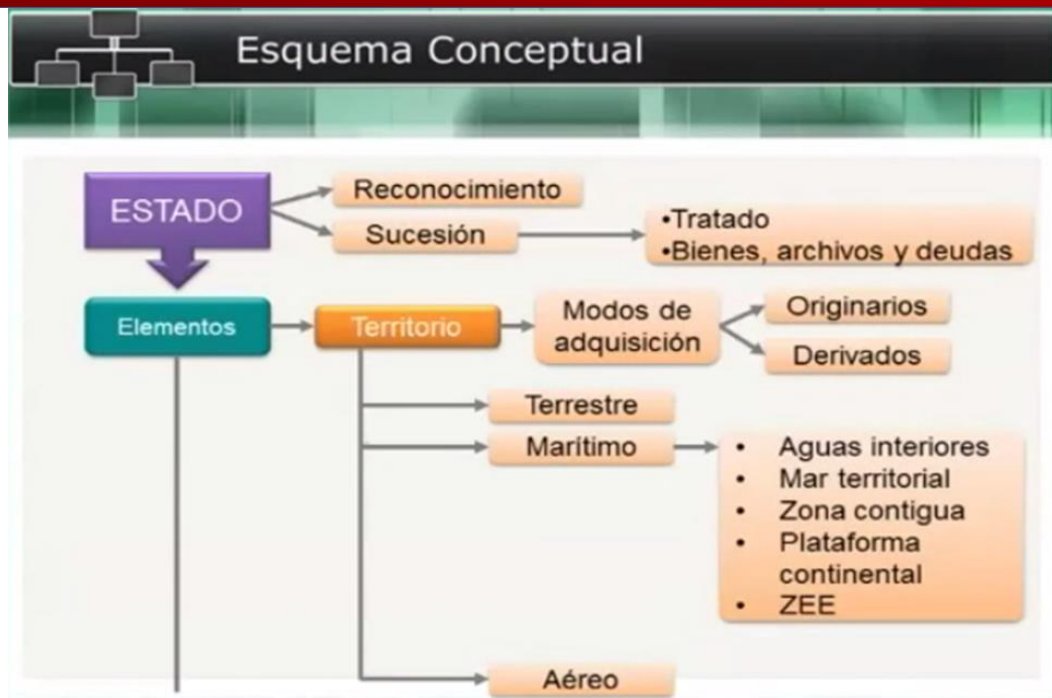 Esquema Conceptual
ESTADO
Reconocimiento
Sucesión
•Tratado
•Bienes, archivos y deudas
Elementos
Territorio
Modos de
adquisición
Originarios
Derivados
Terrestre
Marítimo
• Aguas interiores
• Mar territorial
• Zona contigua
• Plataforma
continental
• ZEE
Aéreo